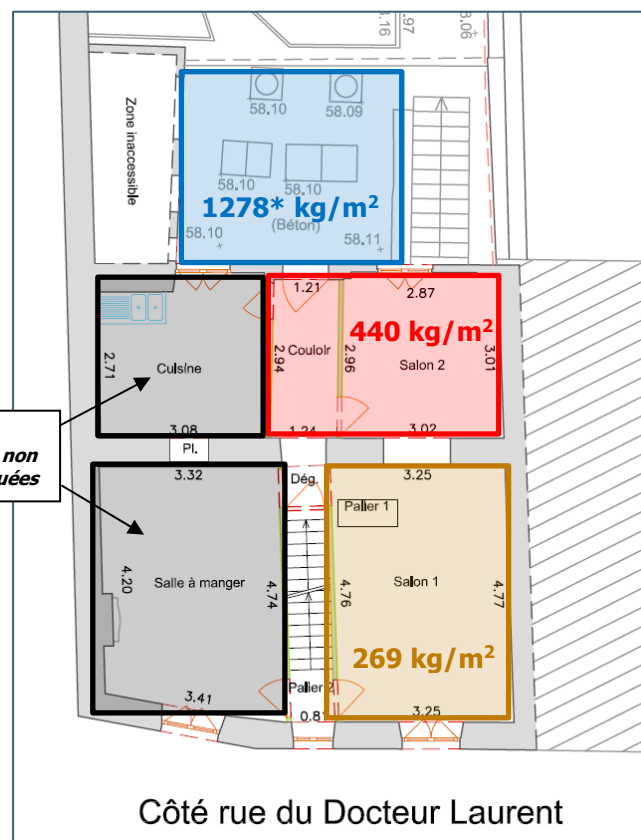 3.16
2.97
58.06
Zone inaccessible
58.10
58.09
58.10
58.10
1278* kg/m²
(Béton)
58.10
58.11
1.21
2.87
440 kg/m²
2.71
Cuisine
2.94
Couloir
2.96
Salon 2
3.01
3.08
1.24
3.02
non
uées
Pl.
3.32
Dég.
3.25
Palier 1
4.20
Salle à manger
4.74
4.76
Salon 1
4.77
269 kg/m²
3.41
Palier 2
0.81
3.25
Côté rue du Docteur Laurent